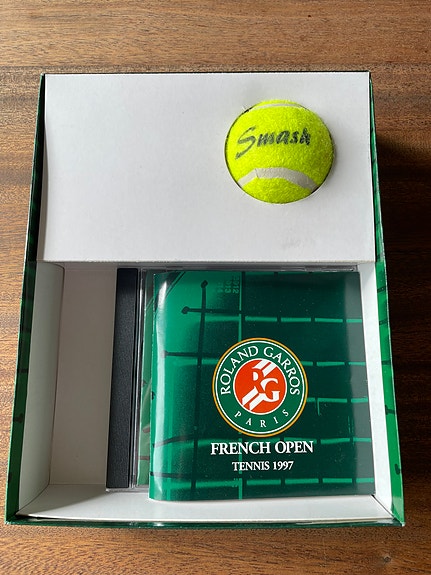 Smash
ROLAND GARROS
RG
PARIS
FRENCH OPEN
TENNIS 1997